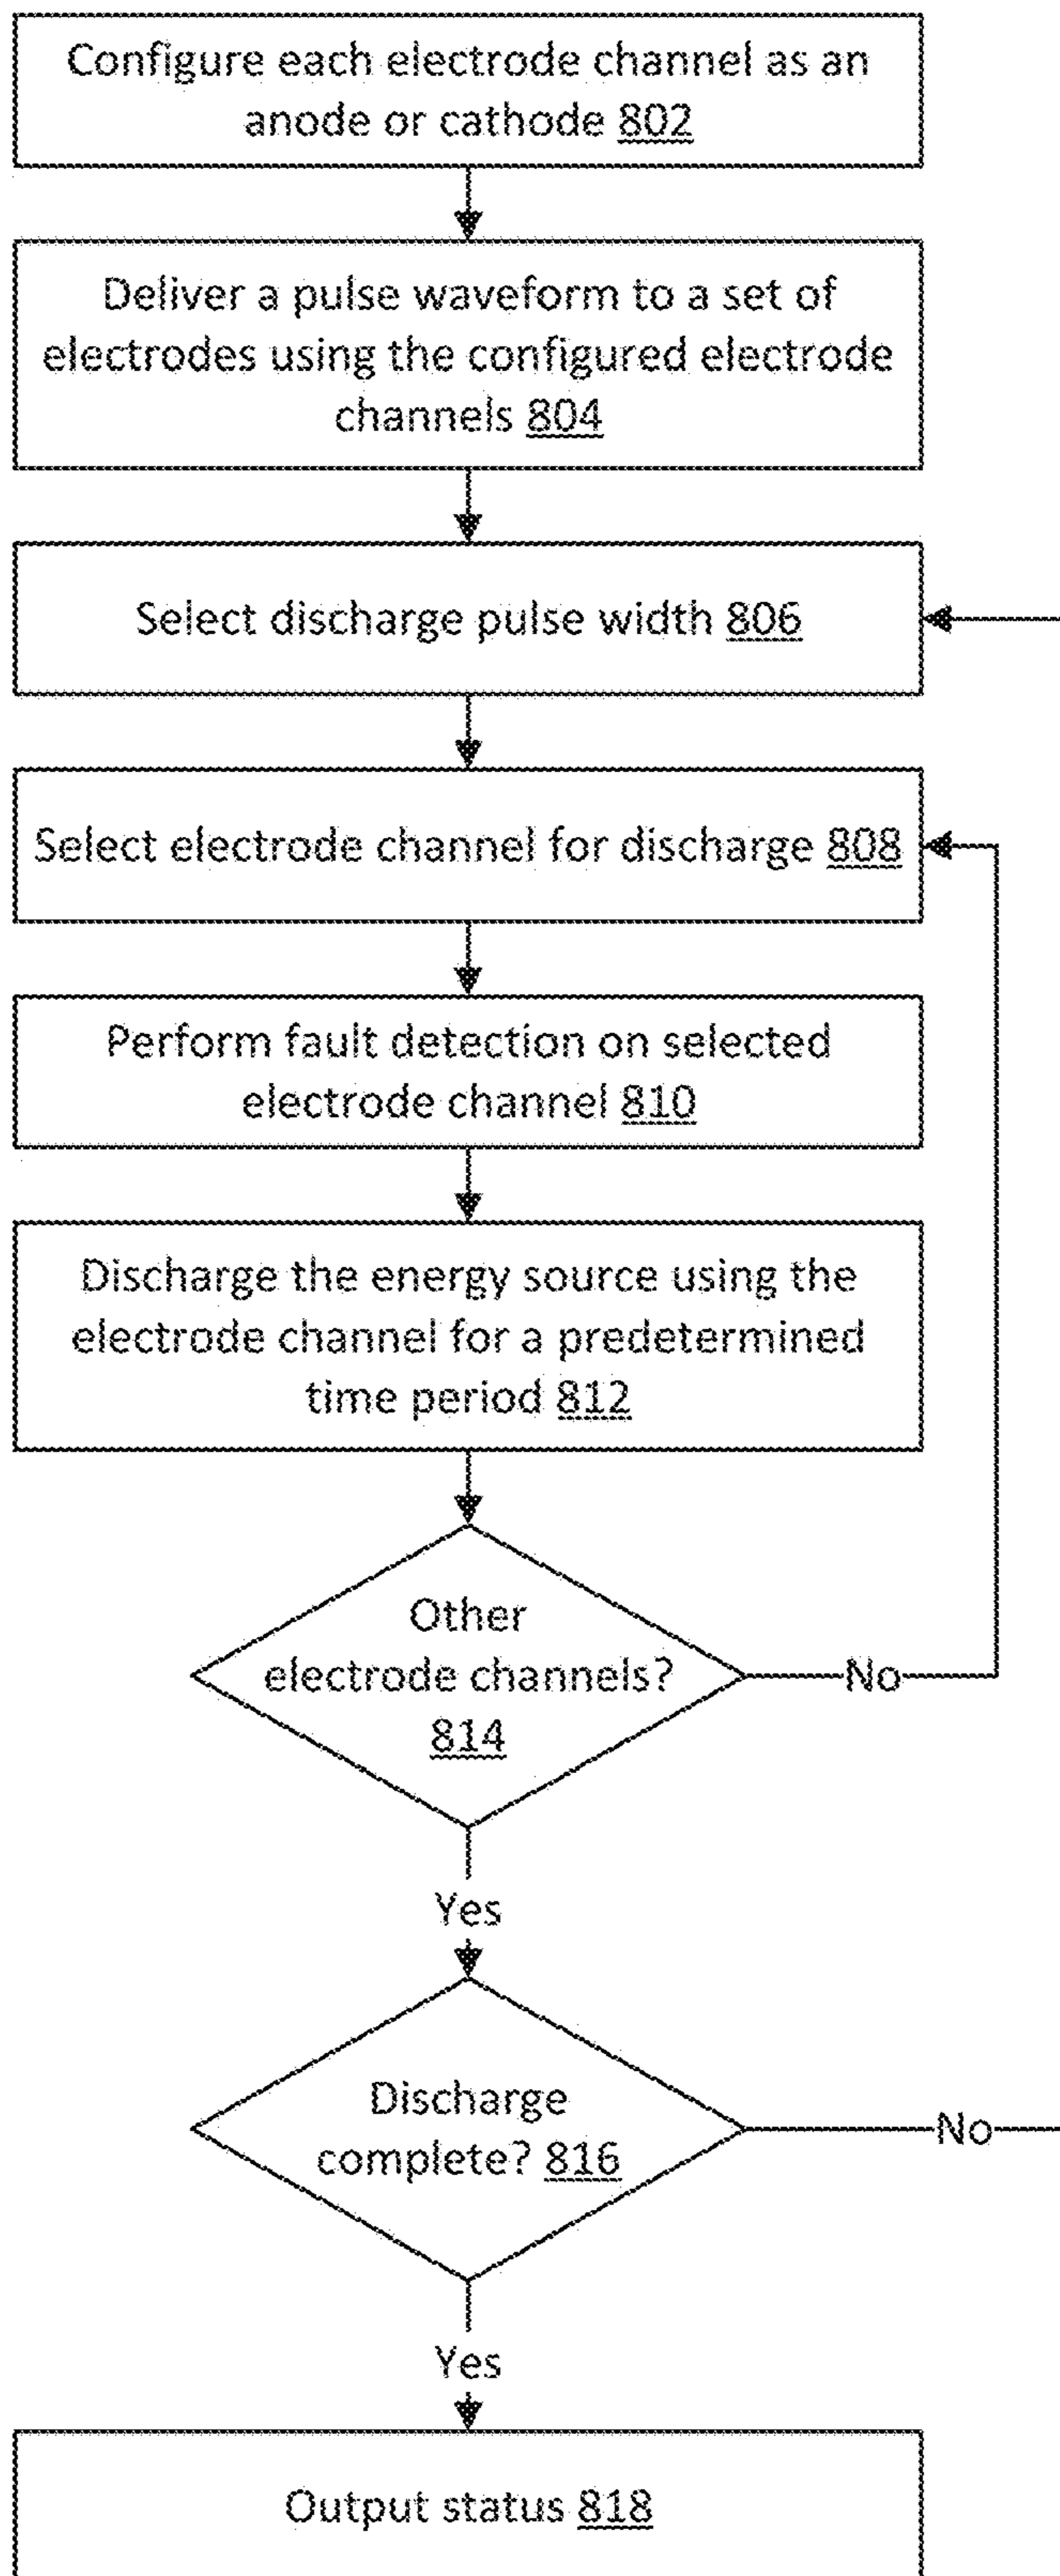 Configure each electrode channel as an
anode or cathode 802
Deliver a pulse waveform to a set of
electrodes using the configured electrode
channels 804
Select discharge pulse width 806
Select electrode channel for discharge 808
Perform fault detection on selected
electrode channel 810
Discharge the energy source using the
electrode channel for a predetermined
time period 812
Other
electrode channels?
814
No
Yes
Discharge
complete? 816
No
Yes
Output status 818